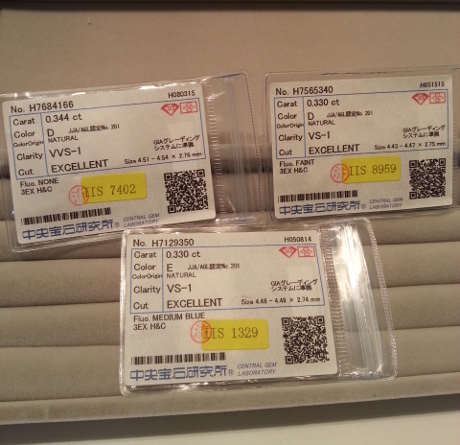 No. H7684166 H080315
Carat 0.344 ct
Color D JJA/AGL認定No. 201
ColorOrigin NATURAL
Clarity VVS-1 GIAグレーディング
システムに準拠
Cut EXCELLENT Size 4.51 - 4.54 × 2.76 mm
Fluo. NONE
3EX H&C
IIS 7402
中央宝石研究所® CENTRAL GEM
LABORATORY
No. H7565340 H051515
Carat 0.330 ct
Color D JJA/AGL認定No. 201
ColorOrigin NATURAL
Clarity VS-1 GIAグレーディング
システムに準拠
Cut EXCELLENT Size 4.43 - 4.47 × 2.75 mm
Fluo. FAINT
3EX H&C
IIS 8959
中央宝石研究所® CENTRAL GEM
LABORATORY
No. H7129350 H050814
Carat 0.330 ct
Color E JJA/AGL認定No. 201
ColorOrigin NATURAL
Clarity VS-1 GIAグレーディング
システムに準拠
Cut EXCELLENT Size 4.46 - 4.49 × 2.74 mm
Fluo. MEDIUM BLUE
3EX H&C
IIS 1329
中央宝石研究所® CENTRAL GEM
LABORATORY